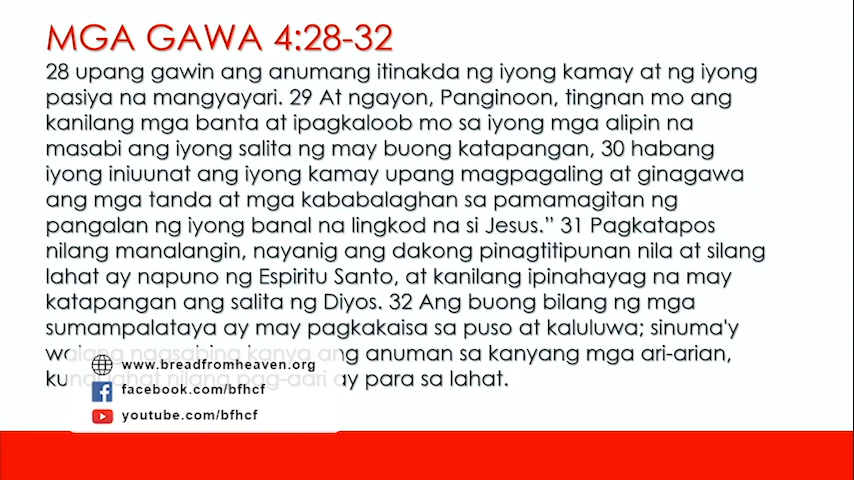 MGA GAWA 4:28-32
28 upang gawin ang anumang itinakda ng iyong kamay at ng iyong
pasiya na mangyayari. 29 At ngayon, Panginoon, tingnan mo ang
kanilang mga banta at ipagkaloob mo sa iyong mga alipin na
masabi ang iyong salita ng may buong katapangan, 30 habang
iyong iniuunat ang iyong kamay upang magpagaling at ginagawa
ang mga tanda at mga kababalaghan sa pamamagitan ng
pangalan ng iyong banal na lingkod na si Jesus.” 31 Pagkatapos
nilang manalangin, nayanig ang dakong pinagtitipunan nila at silang
lahat ay napuno ng Espiritu Santo, at kanilang ipinahayag na may
katapangan ang salita ng Diyos. 32 Ang buong bilang ng mga
sumampalataya ay may pagkakaisa sa puso at kaluluwa; sinuma'y
walang nagsabing kanya ang anuman sa kanyang mga ari-arian,
nilang pag-aari ay para sa lahat.
www.breadfromheaven.org
facebook.com/bfhcf
youtube.com/bfhcf